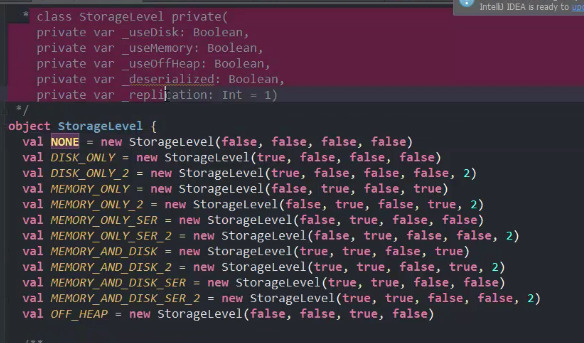 IntelliJ IDEA is ready to upd
* class StorageLevel private(
private var _useDisk: Boolean,
private var _useMemory: Boolean,
private var _useOffHeap: Boolean,
private var _deserialized: Boolean,
private var _replication: Int = 1)
*/
object StorageLevel {
val NONE = new StorageLevel(false, false, false, false)
val DISK_ONLY = new StorageLevel(true, false, false, false)
val DISK_ONLY_2 = new StorageLevel(true, false, false, false, 2)
val MEMORY_ONLY = new StorageLevel(false, true, false, true)
val MEMORY_ONLY_2 = new StorageLevel(false, true, false, true, 2)
val MEMORY_ONLY_SER = new StorageLevel(false, true, false, false)
val MEMORY_ONLY_SER_2 = new StorageLevel(false, true, false, false, 2)
val MEMORY_AND_DISK = new StorageLevel(true, true, false, true)
val MEMORY_AND_DISK_2 = new StorageLevel(true, true, false, true, 2)
val MEMORY_AND_DISK_SER = new StorageLevel(true, true, false, false)
val MEMORY_AND_DISK_SER_2 = new StorageLevel(true, true, false, false, 2)
val OFF_HEAP = new StorageLevel(false, false, true, false)
/**